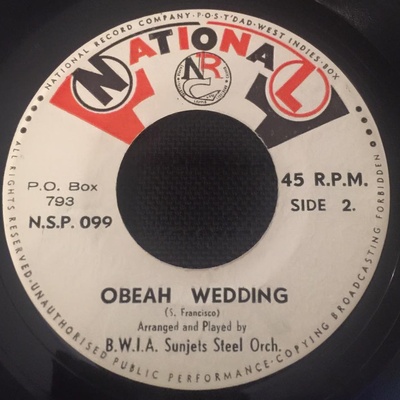 NATIONAL RECORD COMPANY-P-O-S-T'DAD-WEST INDIES-BOX
NATIONAL
NR
P.O. Box
793
N.S.P. 099
45 R.P.M.
SIDE 2.
OBEAH WEDDING
(S. Francisco)
Arranged and Played by
B.W.I.A. Sunjets Steel Orch.
ALL RIGHTS RESERVED-UNAUTHORISED PUBLIC PERFORMANCE-COPYING BROADCASTING FORBIDDEN